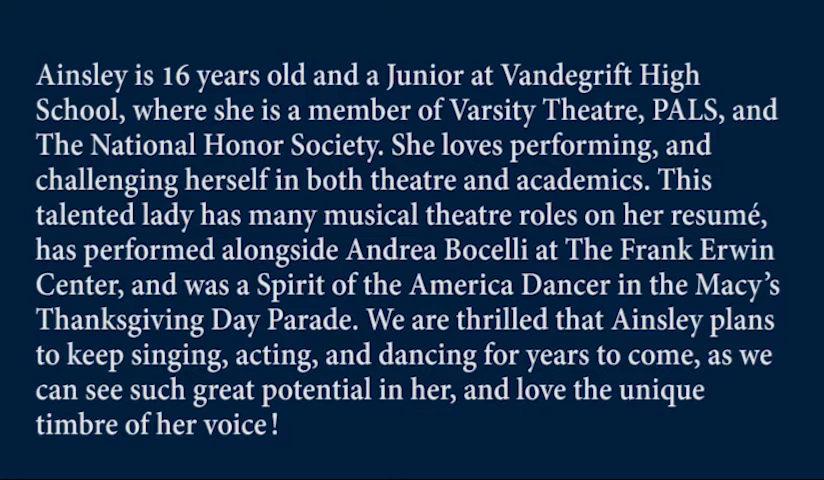 Ainsley is 16 years old and a Junior at Vandegrift High
School, where she is a member of Varsity Theatre, PALS, and
The National Honor Society. She loves performing, and
challenging herself in both theatre and academics. This
talented lady has many musical theatre roles on her resumé,
has performed alongside Andrea Bocelli at The Frank Erwin
Center, and was a Spirit of the America Dancer in the Macy’s
Thanksgiving Day Parade. We are thrilled that Ainsley plans
to keep singing, acting, and dancing for years to come, as we
can see such great potential in her, and love the unique
timbre of her voice!